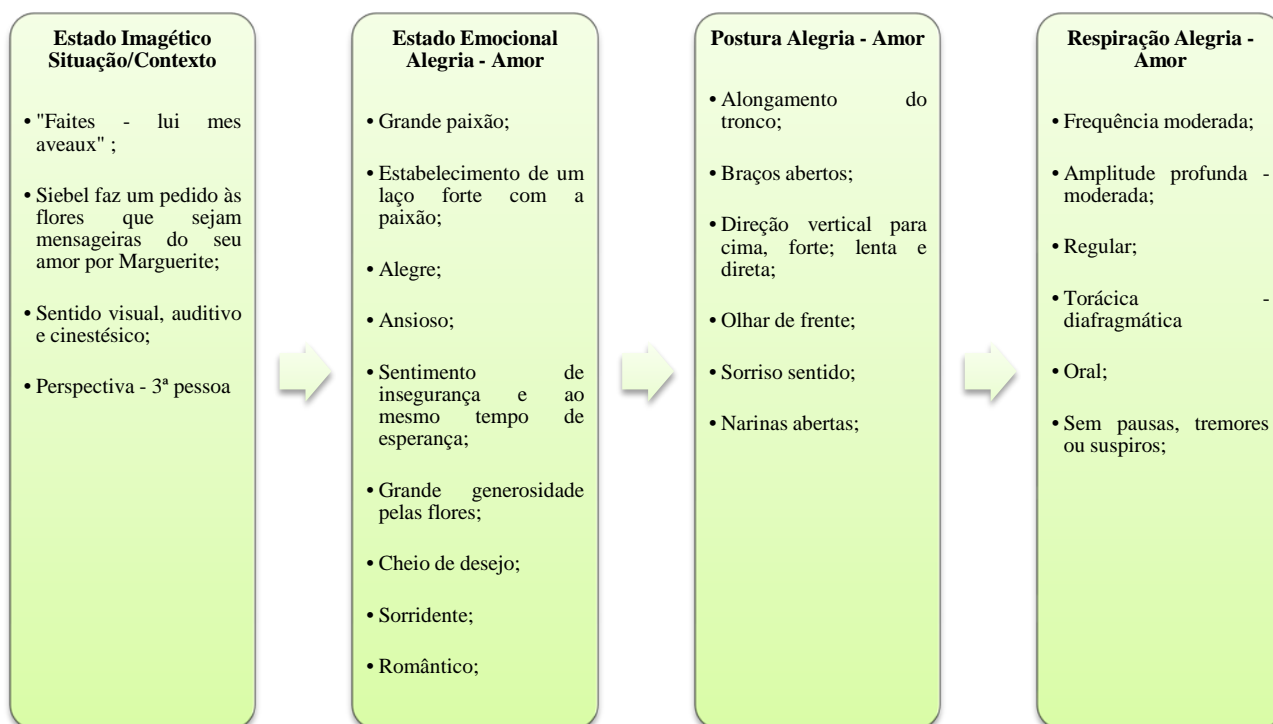 Estado Imagético
Situação/Contexto
• "Faites - lui mes
aveaux" ;
• Siebel faz um pedido às
flores que sejam
mensageiras do seu
amor por Marguerite;
• Sentido visual, auditivo
e cinestésico;
• Perspectiva - 3ª pessoa
Estado Emocional
Alegria - Amor
• Grande paixão;
• Estabelecimento de um
laço forte com a
paixão;
• Alegre;
• Ansioso;
• Sentimento de
insegurança e ao
mesmo tempo de
esperança;
• Grande generosidade
pelas flores;
• Cheio de desejo;
• Sorridente;
• Romântico;
Postura Alegria - Amor
• Alongamento do
tronco;
• Braços abertos;
• Direção vertical para
cima, forte; lenta e
direta;
• Olhar de frente;
• Sorriso sentido;
• Narinas abertas;
Respiração Alegria -
Amor
• Frequência moderada;
• Amplitude profunda -
moderada;
• Regular;
• Torácica -
diafragmática
• Oral;
• Sem pausas, tremores
ou suspiros;